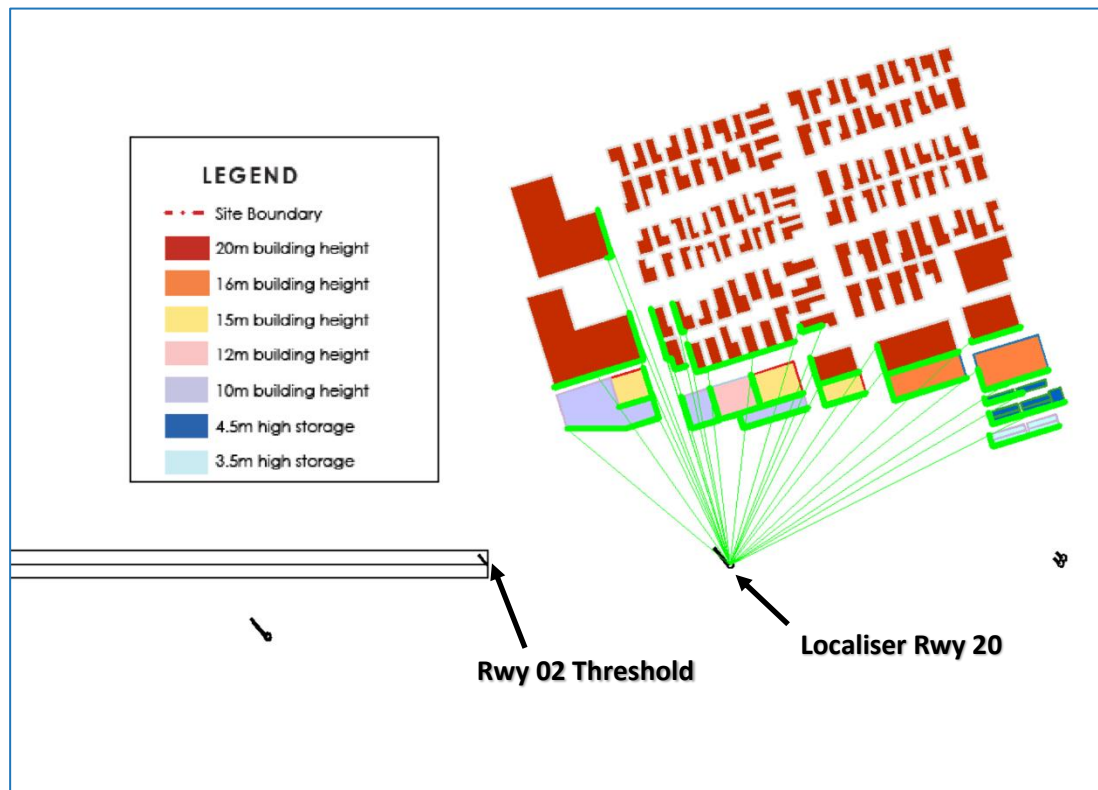 LEGEND
Site Boundary
20m building height
16m building height
15m building height
12m building height
10m building height
4.5m high storage
3.5m high storage
Localiser Rwy 20
Rwy 02 Threshold